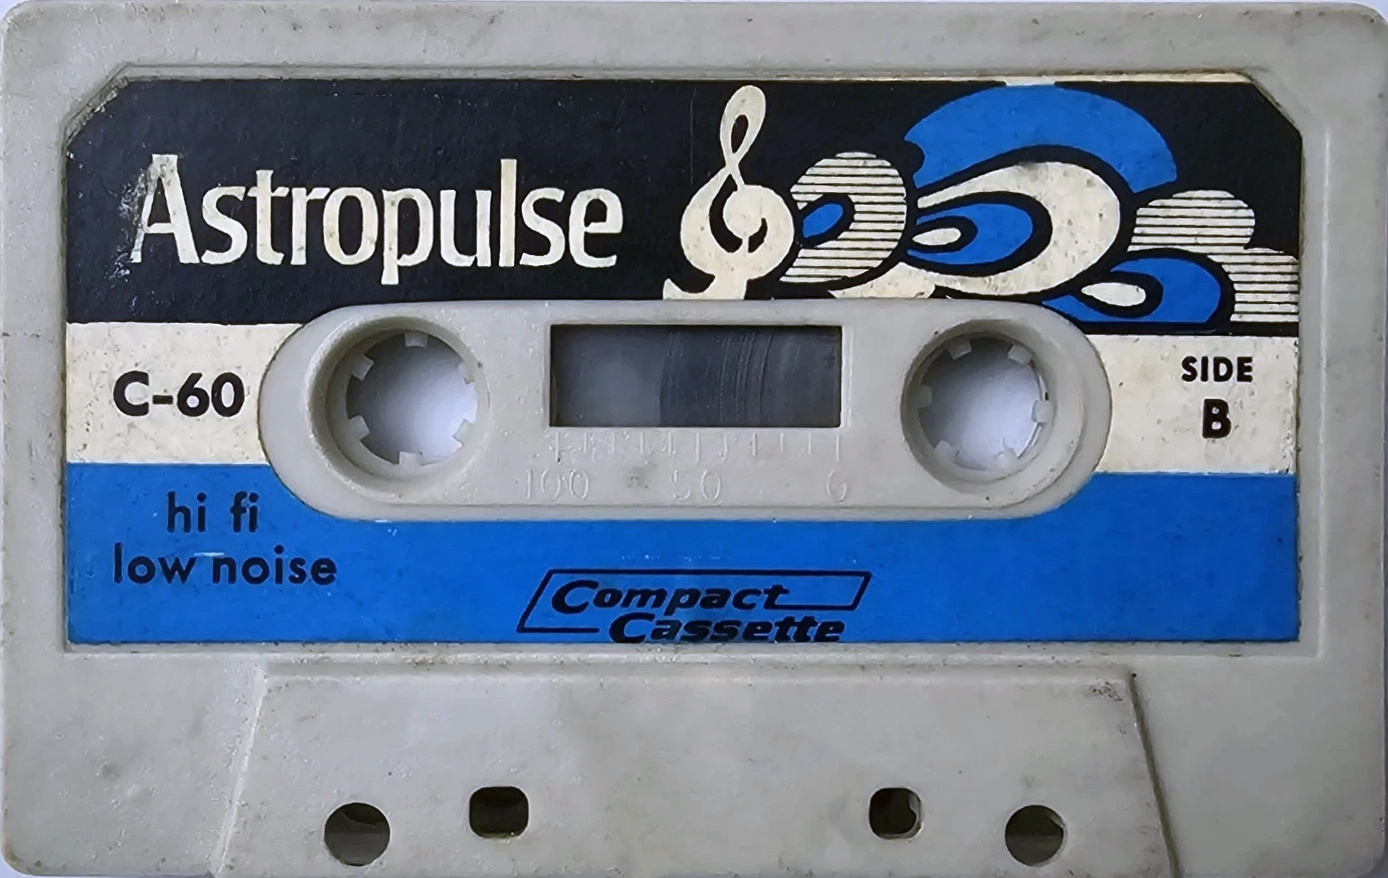 Astropulse
C-60
SIDE
B
100 50 0
hi fi
low noise
Compact
Cassette